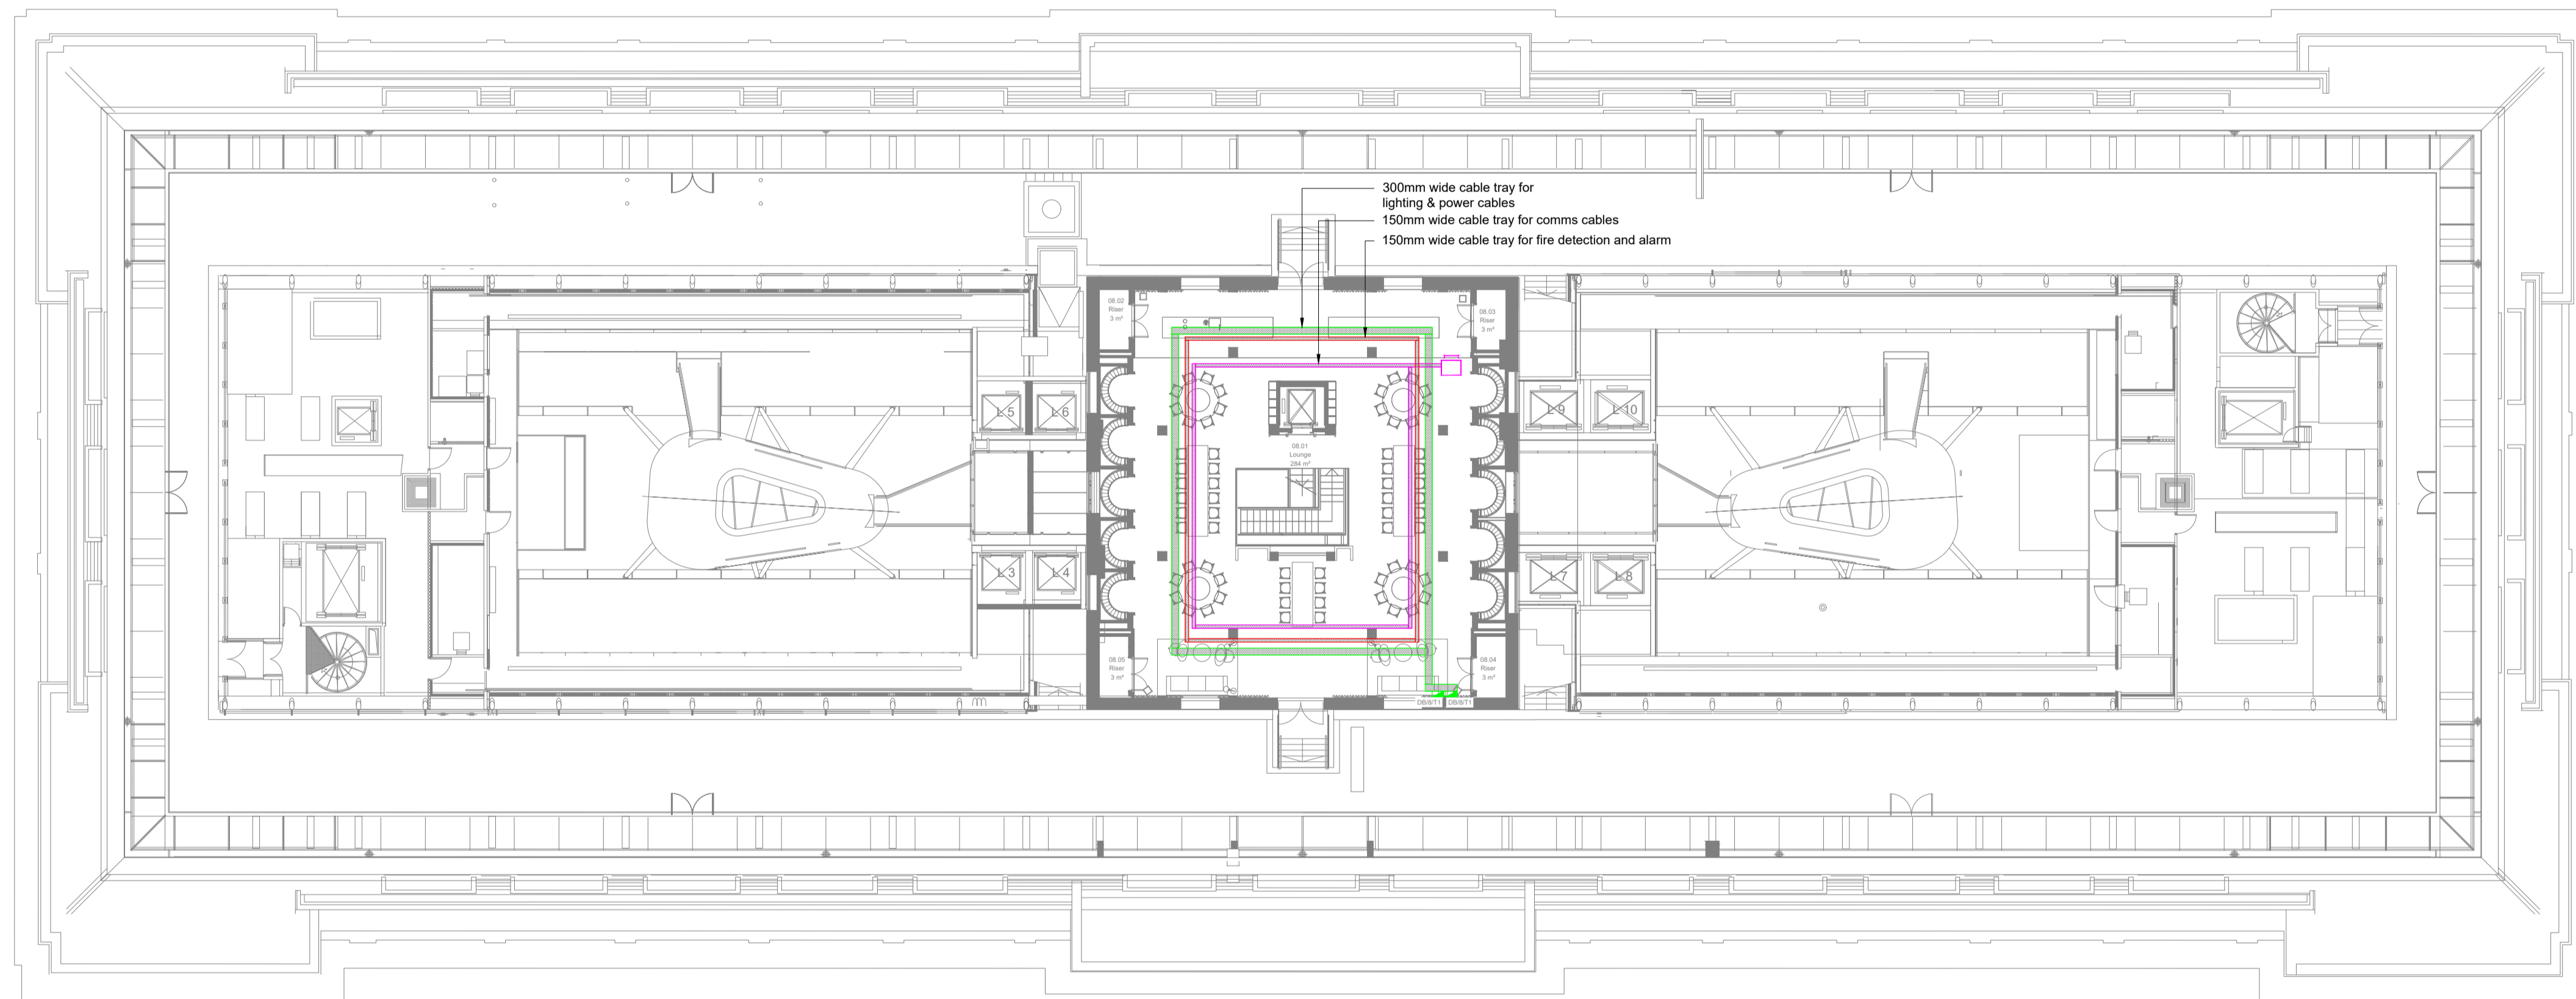 300mm wide cable tray for
lighting & power cables
150mm wide cable tray for comms cables
150mm wide cable tray for fire detection and alarm
08.02
Riser
3 m²
08.03
Riser
3 m²
L 5
L 6
L 9
L 10
08.01
Lounge
284 m²
L 3
L 4
L 7
L 8
08.05
Riser
3 m²
08.04
Riser
3 m²
DB/8/T1
DB/8/T1